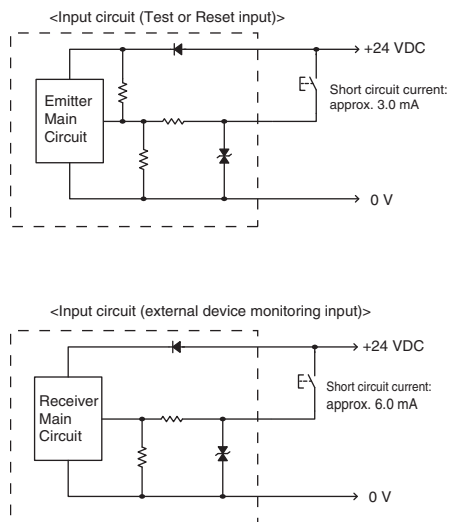 <Input circuit (Test or Reset input)>
+24 VDC
Short circuit current:
approx. 3.0 mA
Emitter
Main
Circuit
0 V
<Input circuit (external device monitoring input)>
+24 VDC
Short circuit current:
approx. 6.0 mA
Receiver
Main
Circuit
0 V